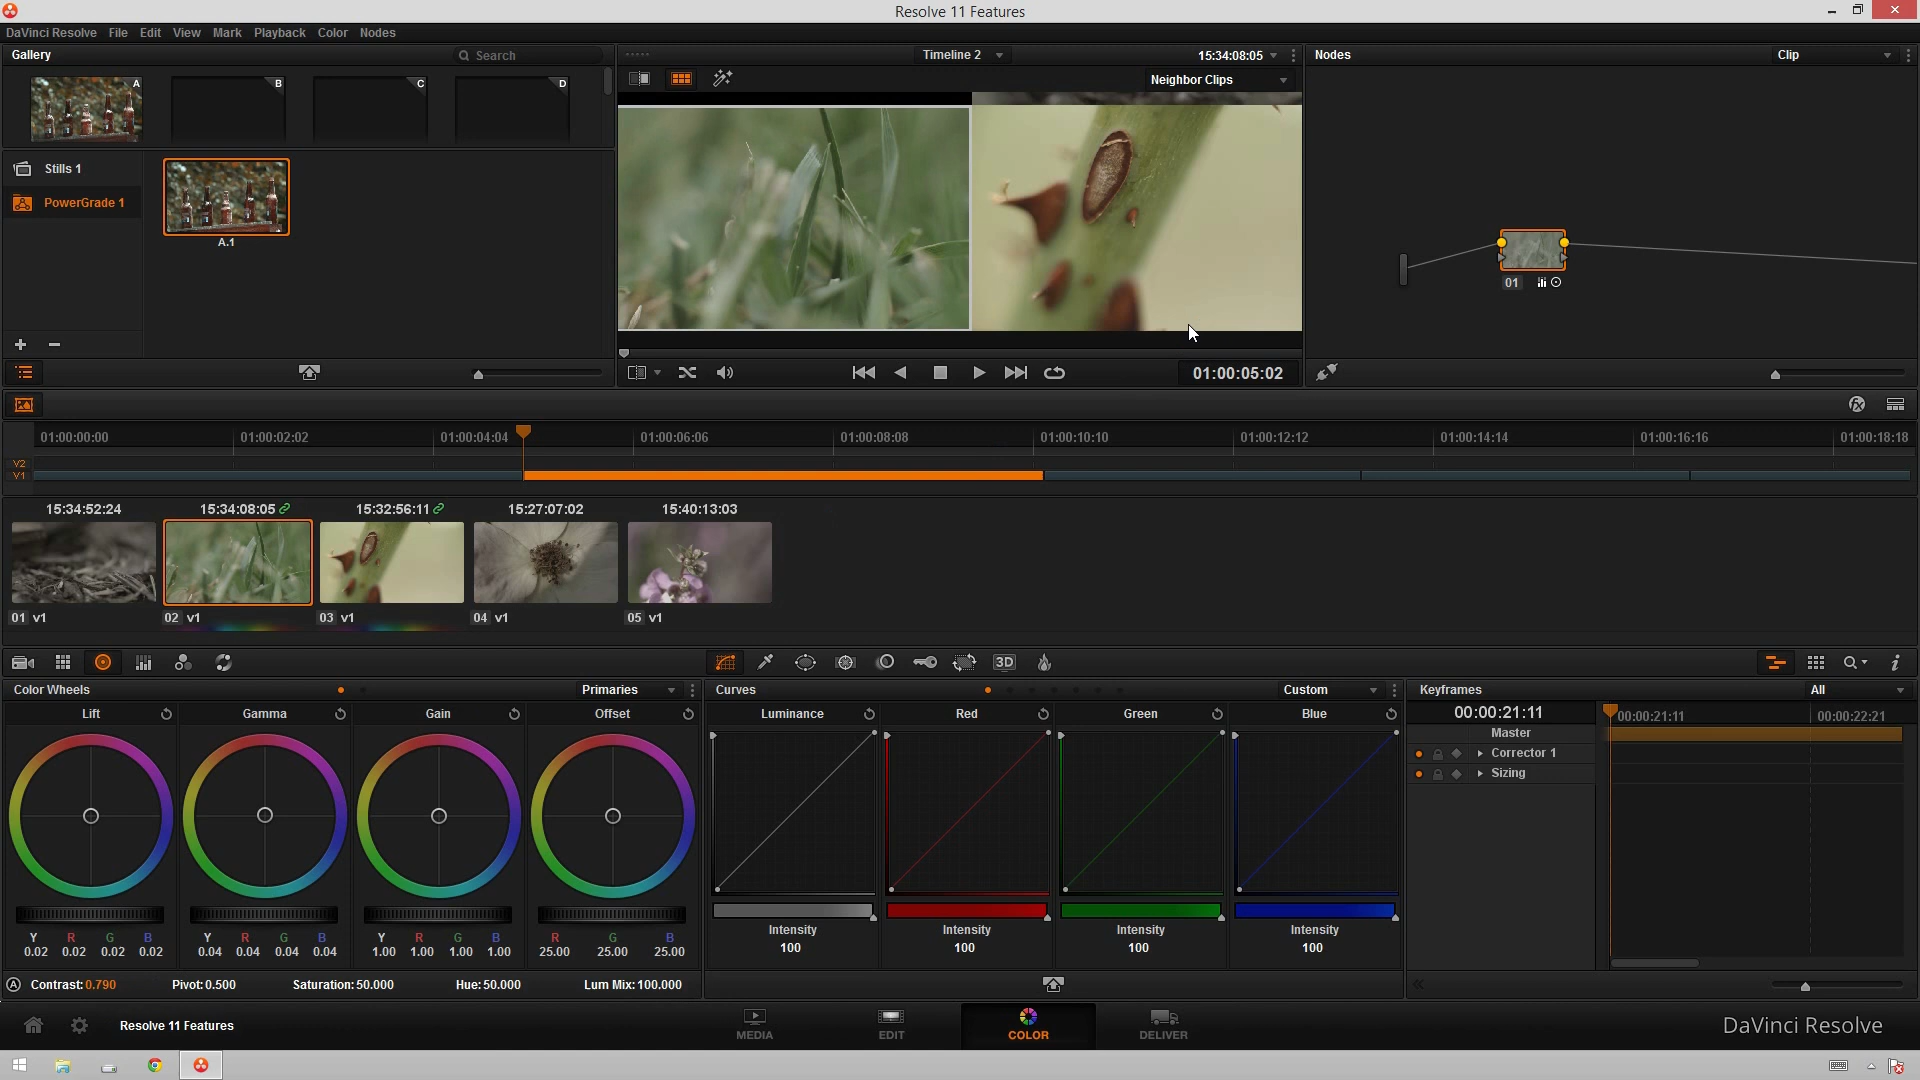 Resolve 11 Features
DaVinci Resolve File Edit View Mark Playback Color Nodes
Gallery
Search
Timeline 2
15:34:08:05
Nodes
Clip
A
B
C
D
Neighbor Clips
Stills 1
PowerGrade 1
A.1
01
01:00:05:02
01:00:00:00 01:00:02:02 01:00:04:04 01:00:06:06 01:00:08:08 01:00:10:10 01:00:12:12 01:00:14:14 01:00:16:16 01:00:18:18
V2
V1
15:34:52:24 15:34:08:05 15:32:56:11 15:27:07:02 15:40:13:03
01 v1 02 v1 03 v1 04 v1 05 v1
3D
Color Wheels
Primaries
Curves
Custom
Keyframes
All
Lift Gamma Gain Offset
Luminance Red Green Blue
00:00:21:11
00:00:21:11 00:00:22:21
Master
Corrector 1
Sizing
Y R G B Y R G B Y R G B R G B
0.02 0.02 0.02 0.02 0.04 0.04 0.04 0.04 1.00 1.00 1.00 1.00 25.00 25.00 25.00
Intensity Intensity Intensity Intensity
100 100 100 100
A Contrast: 0.790 Pivot: 0.500 Saturation: 50.000 Hue: 50.000 Lum Mix: 100.000
Resolve 11 Features
MEDIA
EDIT
COLOR
DELIVER
DaVinci Resolve